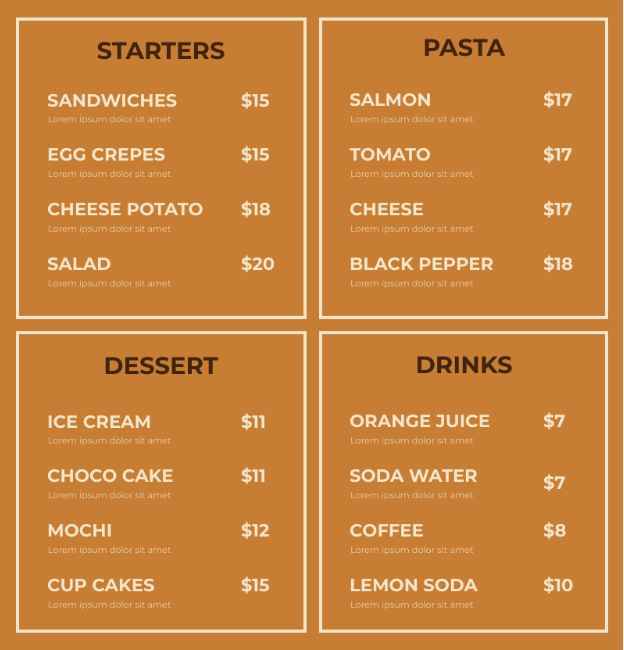 STARTERS
SANDWICHES $15
Lorem ipsum dolor sit amet
EGG CREPES $15
Lorem ipsum dolor sit amet
CHEESE POTATO $18
Lorem ipsum dolor sit amet
SALAD $20
Lorem ipsum dolor sit amet
PASTA
SALMON $17
Lorem ipsum dolor sit amet
TOMATO $17
Lorem ipsum dolor sit amet
CHEESE $17
Lorem ipsum dolor sit amet
BLACK PEPPER $18
Lorem ipsum dolor sit amet
DESSERT
ICE CREAM $11
Lorem ipsum dolor sit amet
CHOCO CAKE $11
Lorem ipsum dolor sit amet
MOCHI $12
Lorem ipsum dolor sit amet
CUP CAKES $15
Lorem ipsum dolor sit amet
DRINKS
ORANGE JUICE $7
Lorem ipsum dolor sit amet
SODA WATER $7
Lorem ipsum dolor sit amet
COFFEE $8
Lorem ipsum dolor sit amet
LEMON SODA $10
Lorem ipsum dolor sit amet